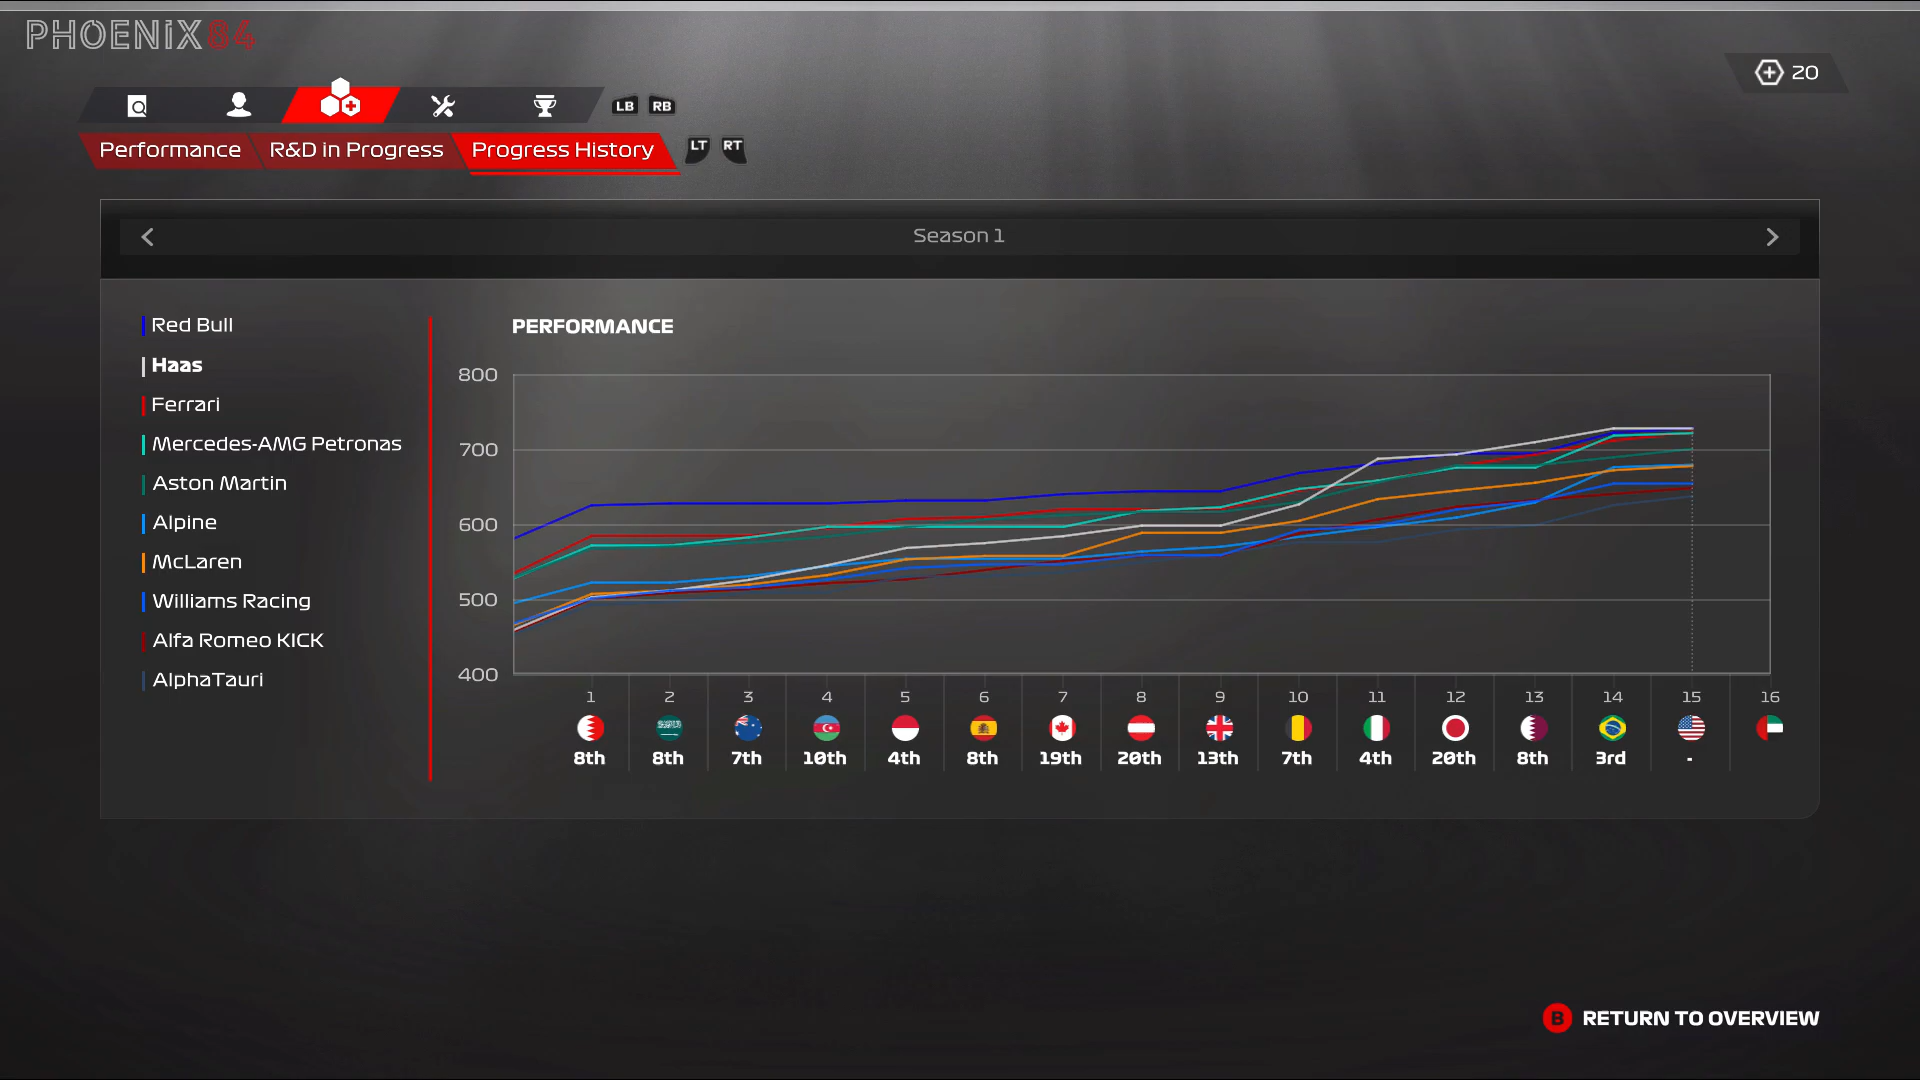 PHOENiX 84
20
LB RB
Performance R&D in Progress Progress History LT RT
Season 1
Red Bull
Haas
Ferrari
Mercedes-AMG Petronas
Aston Martin
Alpine
McLaren
Williams Racing
Alfa Romeo KICK
AlphaTauri
PERFORMANCE
800
700
600
500
400
1 2 3 4 5 6 7 8 9 10 11 12 13 14 15 16
8th 8th 7th 10th 4th 8th 19th 20th 13th 7th 4th 20th 8th 3rd -
B RETURN TO OVERVIEW